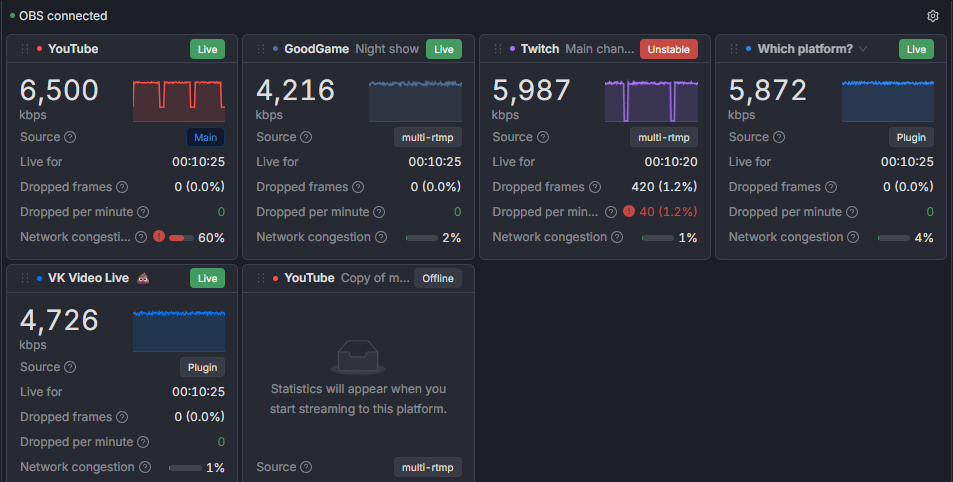 OBS connected
YouTube Live
6,500
kbps
Source Main
Live for 00:10:25
Dropped frames 0 (0.0%)
Dropped per minute 0
Network congesti... 60%
GoodGame Night show Live
4,216
kbps
Source multi-rtmp
Live for 00:10:25
Dropped frames 0 (0.0%)
Dropped per minute 0
Network congestion 2%
Twitch Main chan... Unstable
5,987
kbps
Source multi-rtmp
Live for 00:10:20
Dropped frames 420 (1.2%)
Dropped per min... 40 (1.2%)
Network congestion 1%
Which platform? Live
5,872
kbps
Source Plugin
Live for 00:10:25
Dropped frames 0 (0.0%)
Dropped per minute 0
Network congestion 4%
VK Video Live 💩 Live
4,726
kbps
Source Plugin
Live for 00:10:25
Dropped frames 0 (0.0%)
Dropped per minute 0
Network congestion 1%
YouTube Copy of m... Offline
Statistics will appear when you
start streaming to this platform.
Source multi-rtmp